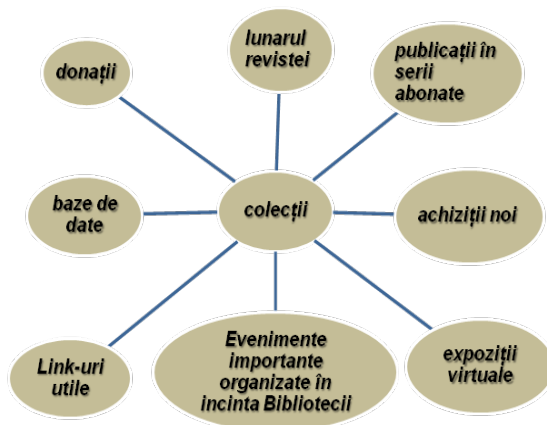 lunarul
revistei
publicații în
serii
abonate
donații
baze de
date
colecții
achiziții noi
Link-uri
utile
Evenimente
importante
organizate în
incinta Bibliotecii
expoziții
virtuale